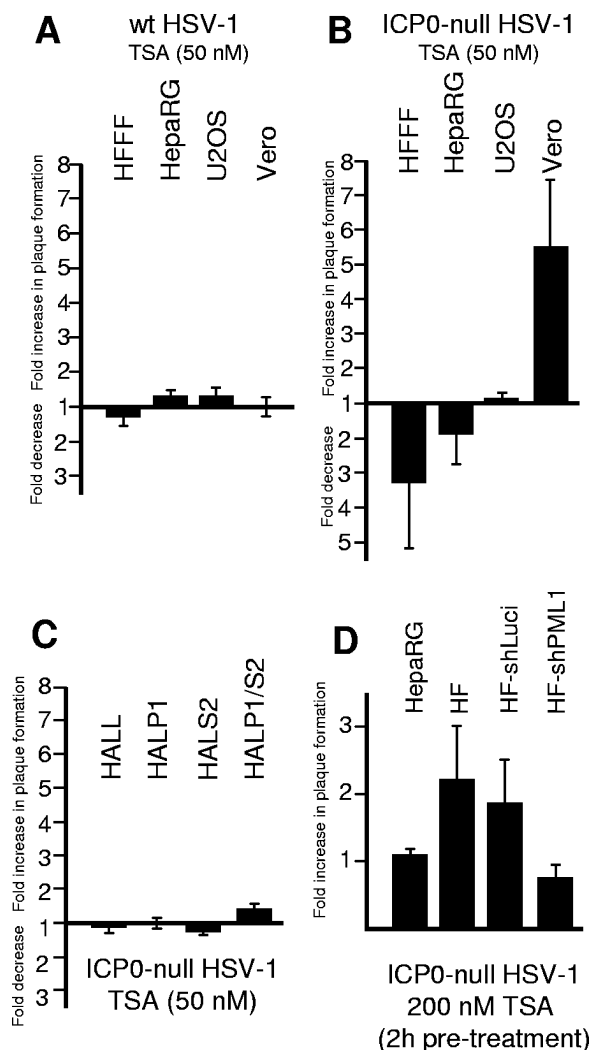 A
wt HSV-1
TSA (50 nM)
HFFF
HepaRG
U2OS
Vero
8
7
6
5
4
3
2
1
2
3
Fold increase in plaque formation
Fold decrease
B
ICP0-null HSV-1
TSA (50 nM)
HFFF
HepaRG
U2OS
Vero
8
7
6
5
4
3
2
1
2
3
4
5
Fold increase in plaque formation
Fold decrease
C
HALL
HALP1
HALS2
HALP1/S2
8
7
6
5
4
3
2
1
2
3
Fold increase in plaque formation
Fold decrease
ICP0-null HSV-1
TSA (50 nM)
D
HepaRG
HF
HF-shLuci
HF-shPML1
3
2
1
Fold increase in plaque formation
ICP0-null HSV-1
200 nM TSA
(2h pre-treatment)